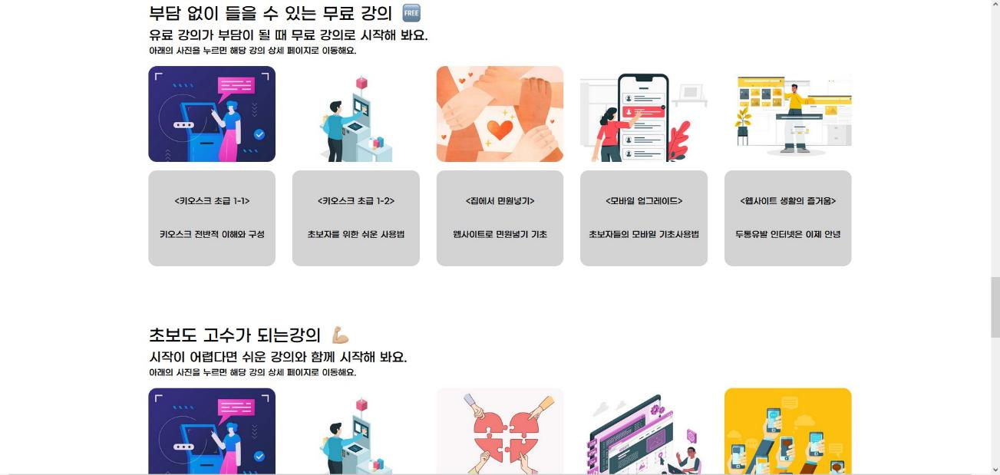 부담 없이 들을 수 있는 무료 강의 FREE
유료 강의가 부담이 될 때 무료 강의로 시작해 봐요.
아래의 사진을 누르면 해당 강의 상세 페이지로 이동해요.
<키오스크 초급 1-1>
키오스크 전반적 이해와 구성
<키오스크 초급 1-2>
초보자를 위한 쉬운 사용법
<집에서 민원넣기>
웹사이트로 민원넣기 기초
<모바일 업그레이드>
초보자들의 모바일 기초사용법
<웹사이트 생활의 즐거움>
두통유발 인터넷은 이제 안녕
초보도 고수가 되는강의
시작이 어렵다면 쉬운 강의와 함께 시작해 봐요.
아래의 사진을 누르면 해당 강의 상세 페이지로 이동해요.